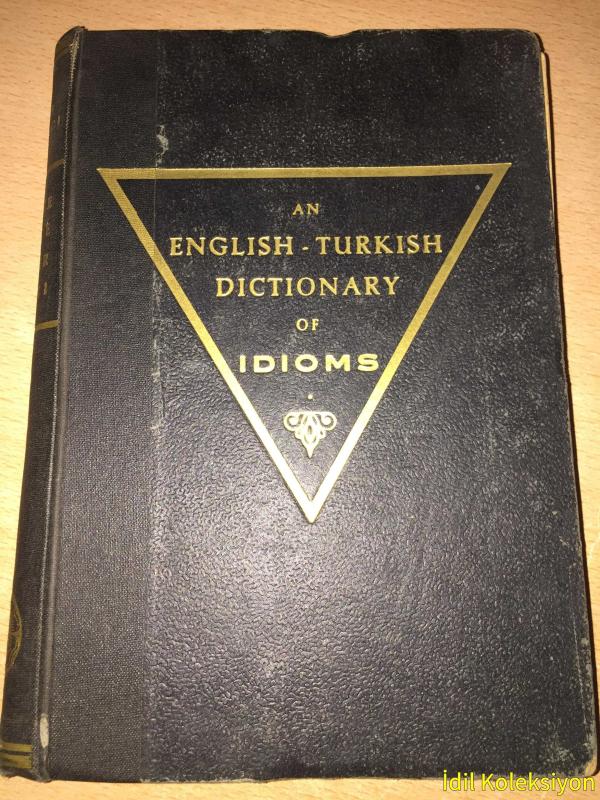 AN
ENGLISH - TURKISH
DICTIONARY
OF
IDIOMS
İdil Koleksiyon